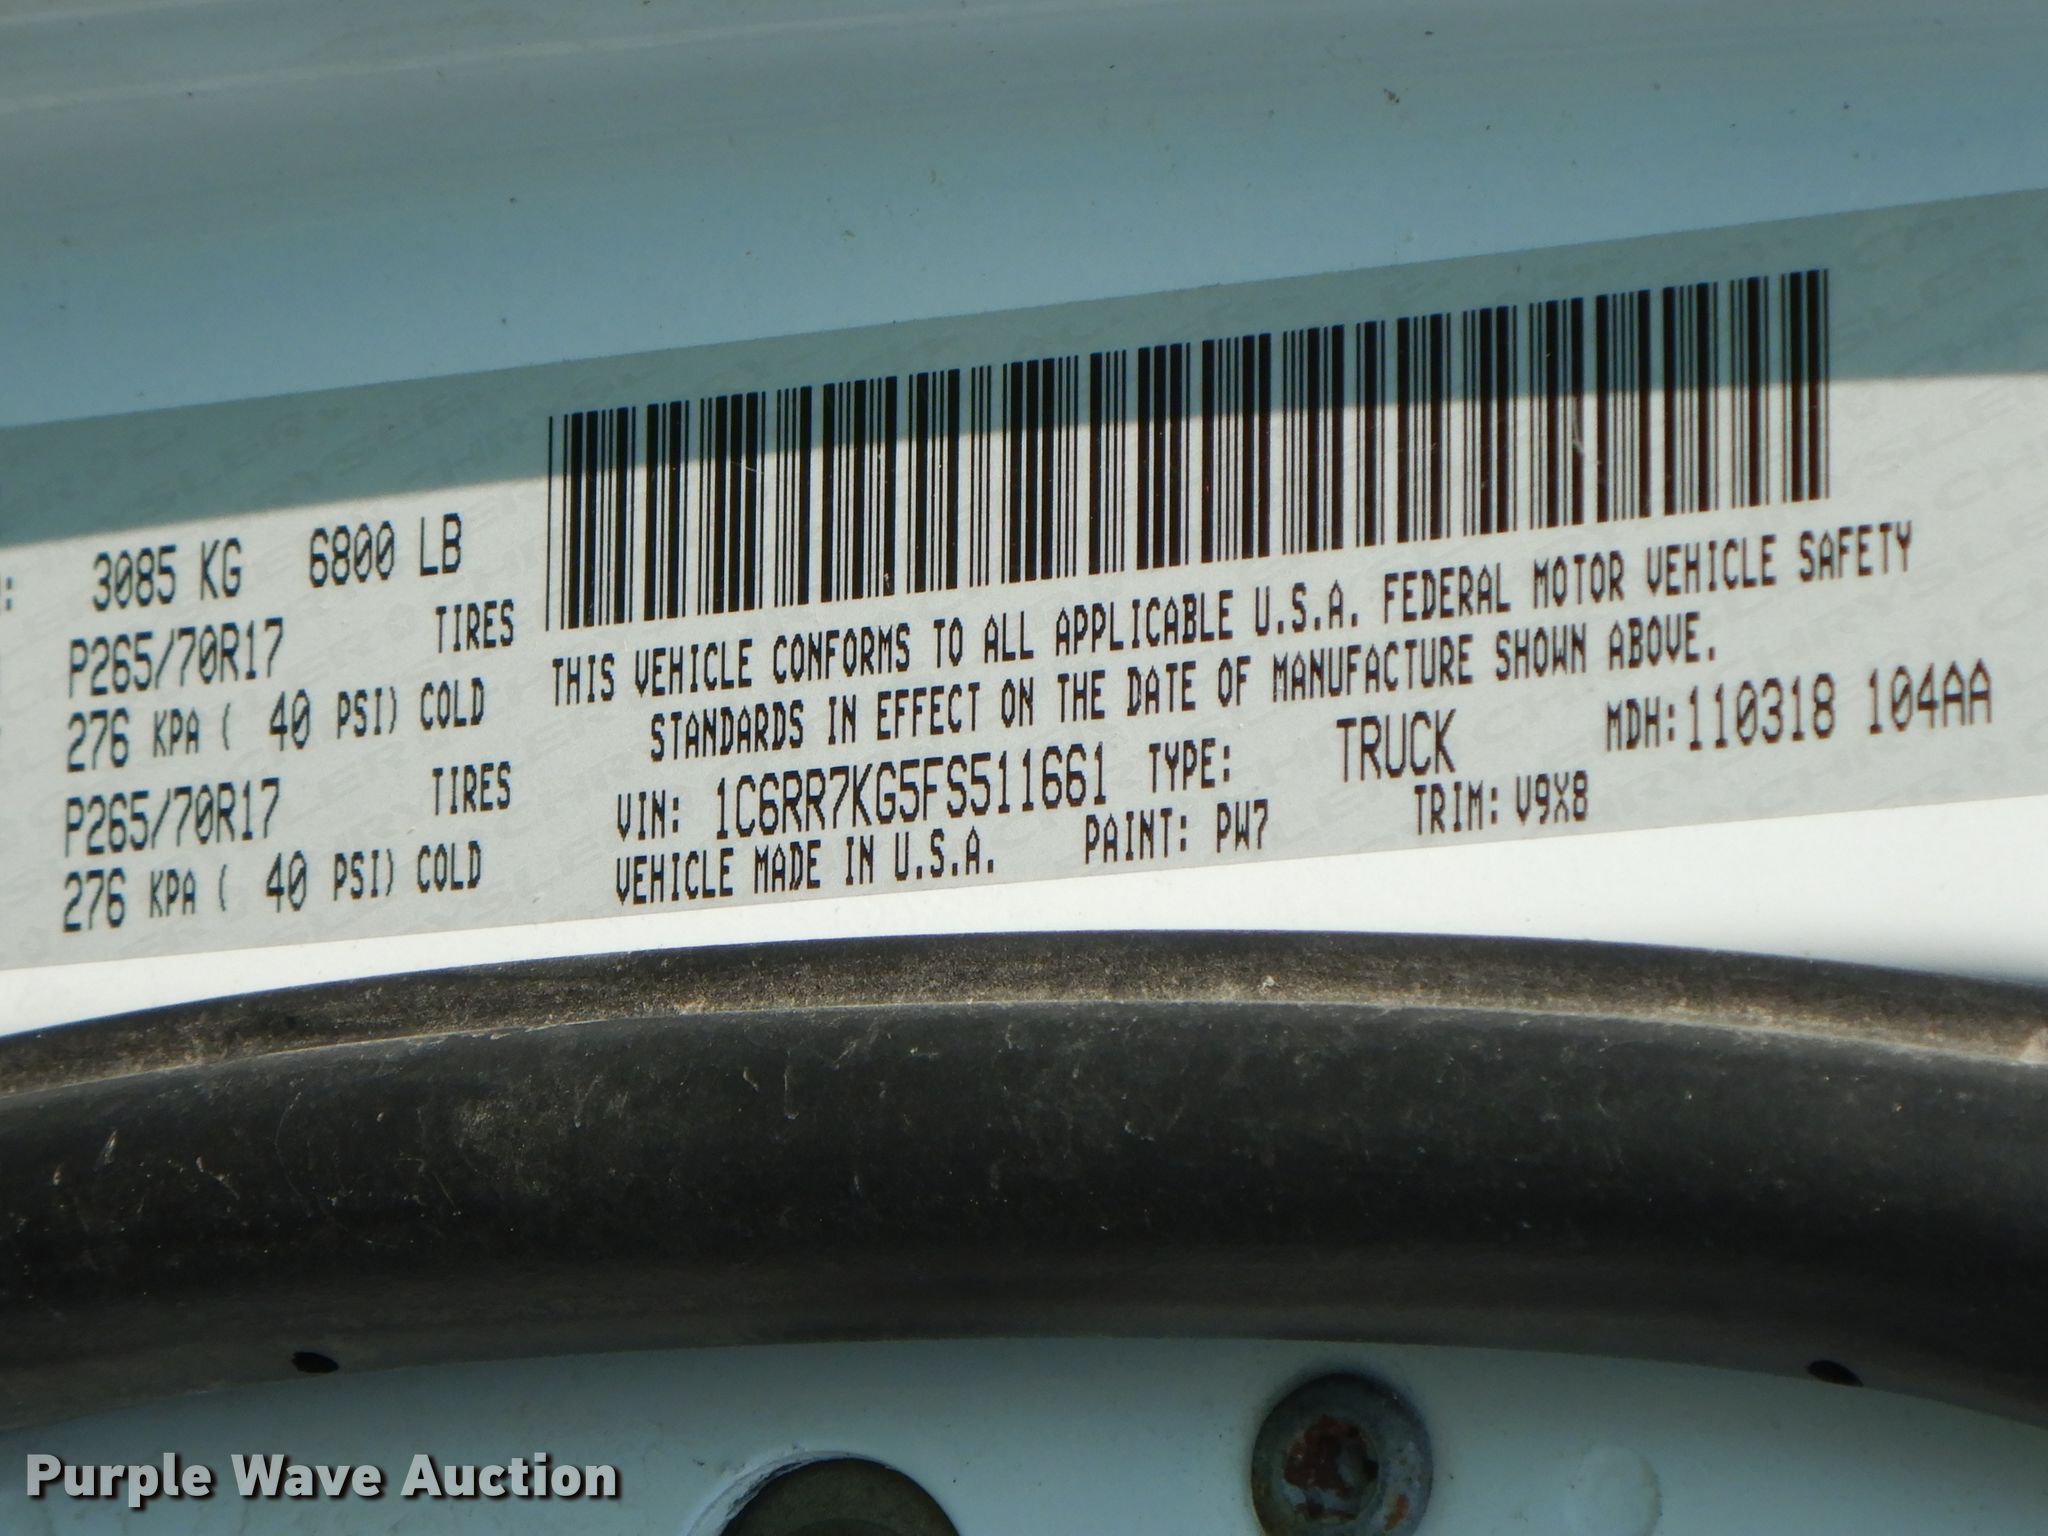 3085 KG 6800 LB
P265/70R17 TIRES
276 KPA ( 40 PSI) COLD
P265/70R17 TIRES
276 KPA ( 40 PSI) COLD
THIS VEHICLE CONFORMS TO ALL APPLICABLE U.S.A. FEDERAL MOTOR VEHICLE SAFETY
STANDARDS IN EFFECT ON THE DATE OF MANUFACTURE SHOWN ABOVE.
VIN: 1C6RR7KG5FS511661 TYPE: TRUCK MDH:110318 104AA
VEHICLE MADE IN U.S.A. PAINT: PW7 TRIM: V9X8
Purple Wave Auction